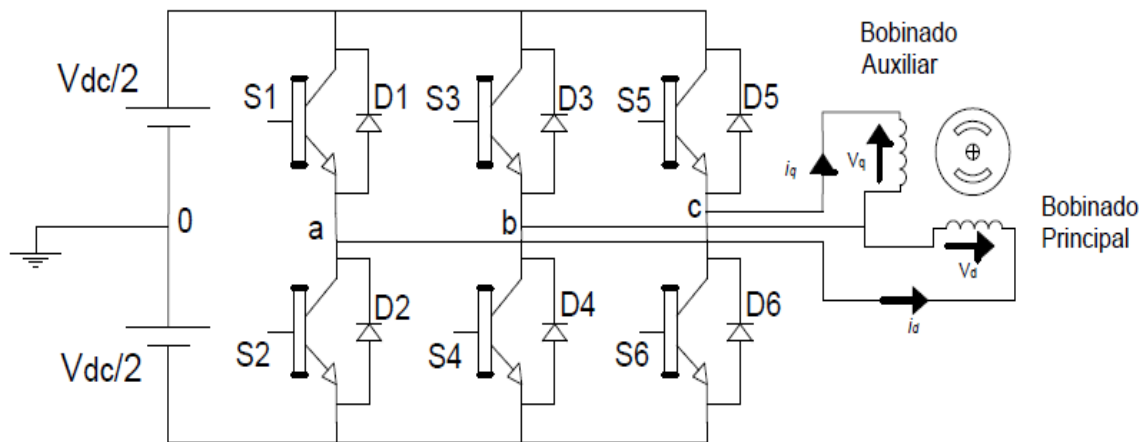 Bobinado
Auxiliar
Vdc/2
S1
D1
S3
D3
S5
D5
iq
Vq
0
a
b
c
Bobinado
Principal
Vd
id
D2
D4
D6
S2
S4
S6
Vdc/2